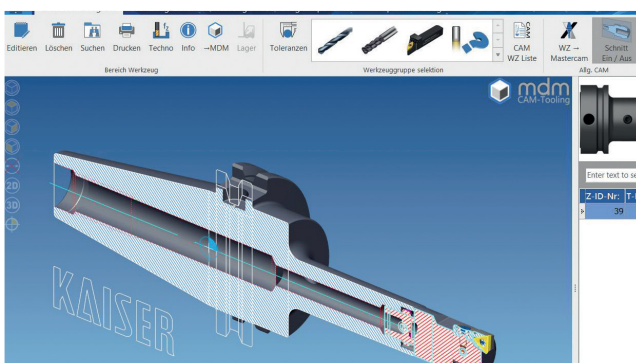 Editieren Löschen Suchen Drucken Techno Info →MDM Lager Toleranzen CAM WZ Liste WZ → Mastercam Schnitt Ein / Aus
Bereich Werkzeug Werkzeuggruppe selektion Allg. CAM
mdm
CAM-Tooling
2D
3D
KAISER
Enter text to se
Z-ID-Nr: T-
39